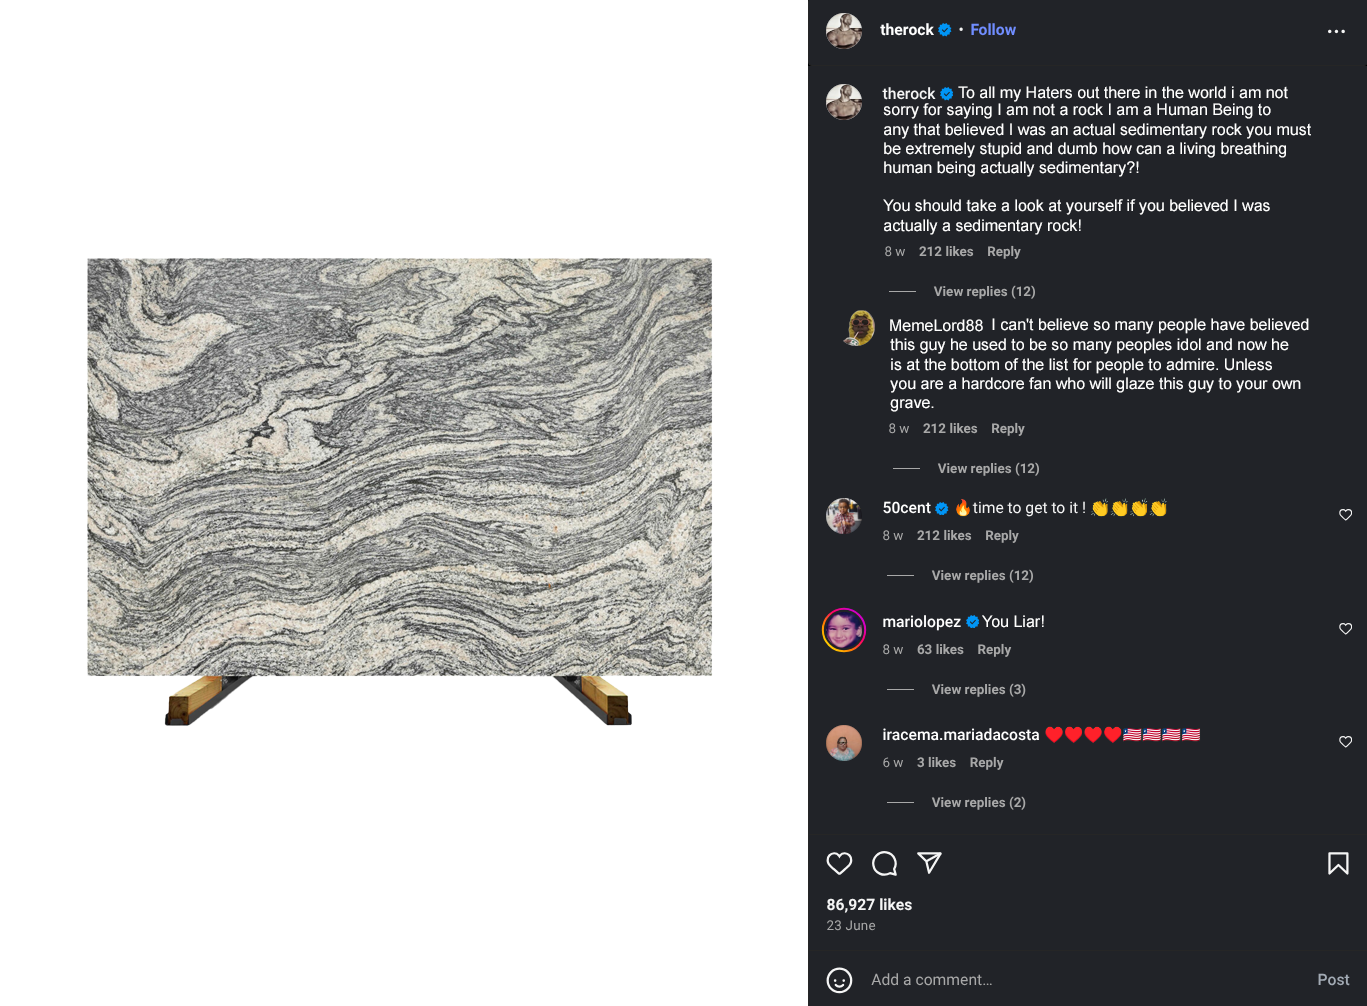 therock • Follow
therock To all my Haters out there in the world i am not
sorry for saying I am not a rock I am a Human Being to
any that believed I was an actual sedimentary rock you must
be extremely stupid and dumb how can a living breathing
human being actually sedimentary?!
You should take a look at yourself if you believed I was
actually a sedimentary rock!
8 w 212 likes Reply
View replies (12)
MemeLord88 I can't believe so many people have believed
this guy he used to be so many peoples idol and now he
is at the bottom of the list for people to admire. Unless
you are a hardcore fan who will glaze this guy to your own
grave.
8 w 212 likes Reply
View replies (12)
50cent 🔥time to get to it ! 👏👏👏👏
8 w 212 likes Reply
View replies (12)
mariolopez You Liar!
8 w 63 likes Reply
View replies (3)
iracema.mariadacosta ❤️❤️❤️❤️🇺🇸🇺🇸🇺🇸🇺🇸
6 w 3 likes Reply
View replies (2)
86,927 likes
23 June
Add a comment...
Post